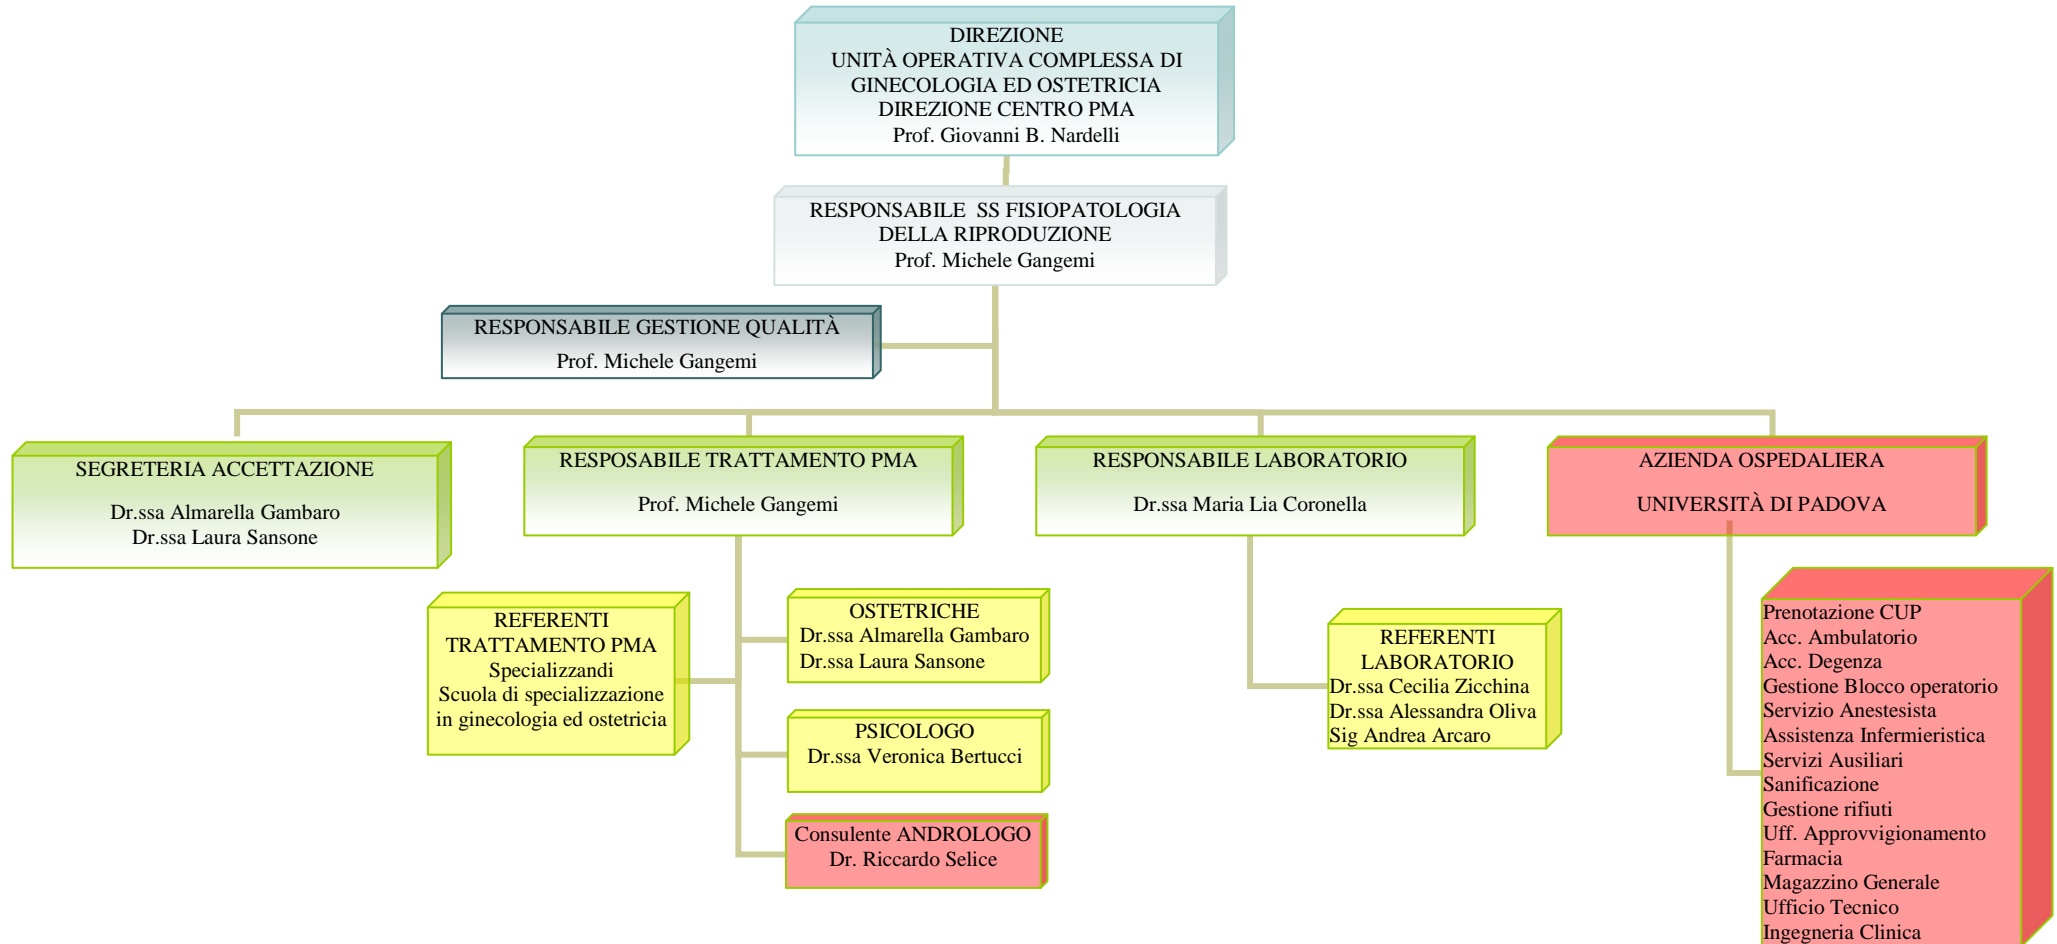 DIREZIONE
UNITÀ OPERATIVA COMPLESSA DI
GINECOLOGIA ED OSTETRICIA
DIREZIONE CENTRO PMA
Prof. Giovanni B. Nardelli
RESPONSABILE SS FISIOPATOLOGIA
DELLA RIPRODUZIONE
Prof. Michele Gangemi
RESPONSABILE GESTIONE QUALITÀ
Prof. Michele Gangemi
SEGRETERIA ACCETTAZIONE
Dr.ssa Almarella Gambaro
Dr.ssa Laura Sansone
RESPOSABILE TRATTAMENTO PMA
Prof. Michele Gangemi
RESPONSABILE LABORATORIO
Dr.ssa Maria Lia Coronella
AZIENDA OSPEDALIERA
UNIVERSITÀ DI PADOVA
REFERENTI
TRATTAMENTO PMA
Specializzandi
Scuola di specializzazione
in ginecologia ed ostetricia
OSTETRICHE
Dr.ssa Almarella Gambaro
Dr.ssa Laura Sansone
PSICOLOGO
Dr.ssa Veronica Bertucci
Consulente ANDROLOGO
Dr. Riccardo Selice
REFERENTI
LABORATORIO
Dr.ssa Cecilia Zicchina
Dr.ssa Alessandra Oliva
Sig Andrea Arcaro
Prenotazione CUP
Acc. Ambulatorio
Acc. Degenza
Gestione Blocco operatorio
Servizio Anestesista
Assistenza Infermieristica
Servizi Ausiliari
Sanificazione
Gestione rifiuti
Uff. Approvvigionamento
Farmacia
Magazzino Generale
Ufficio Tecnico
Ingegneria Clinica